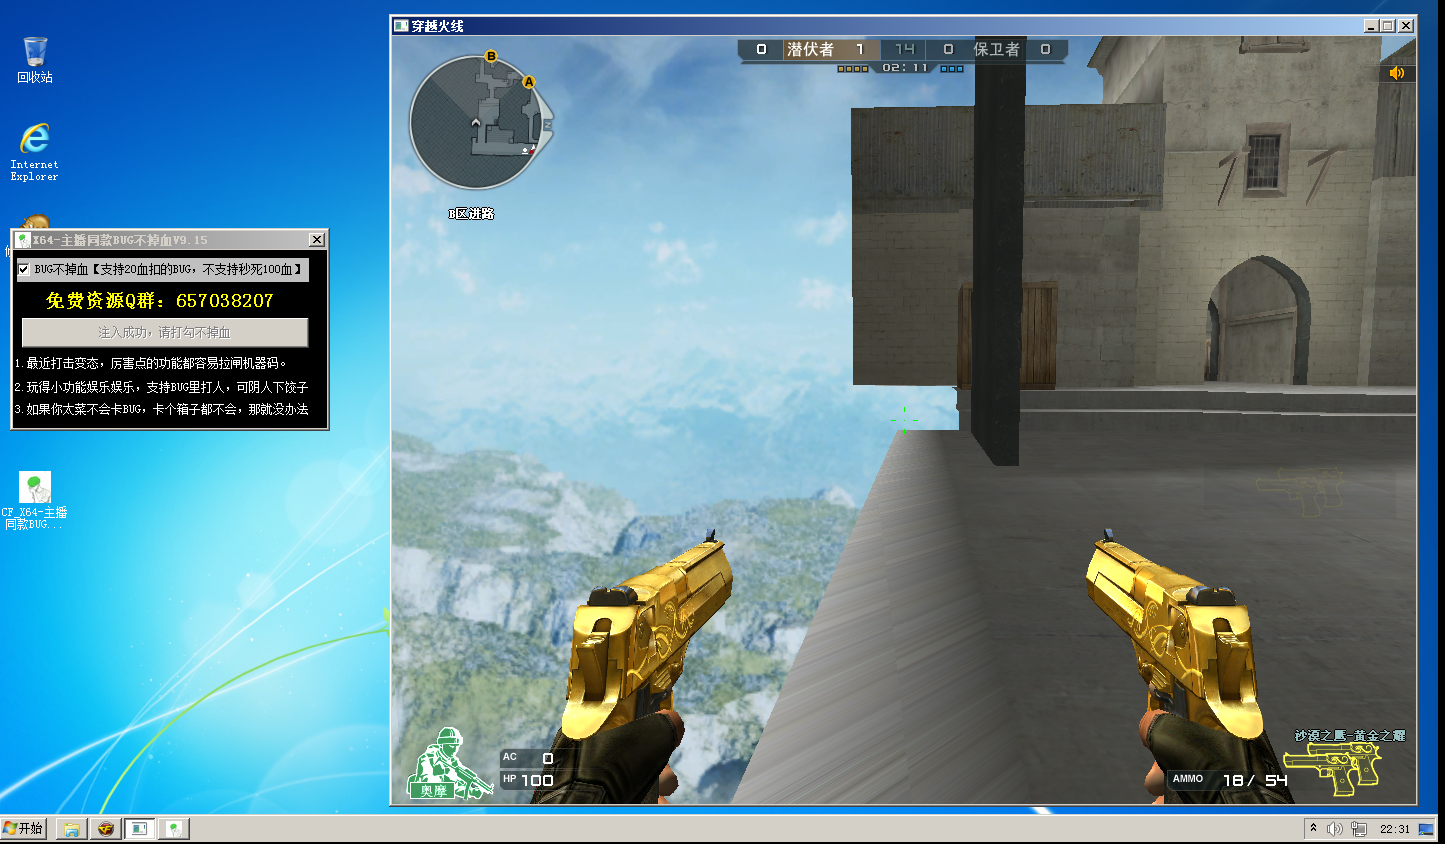 回收站
Internet
Explorer
X64-主播同款BUG不掉血V9.15
BUG不掉血【支持20血扣的BUG，不支持秒死100血】
免费资源Q群：657038207
注入成功，请打勾不掉血
1.最近打击变态，厉害点的功能都容易拉闸机器码。
2.玩得小功能娱乐娱乐，支持BUG里打人，可阴人下饺子
3.如果你太菜不会卡BUG，卡个箱子都不会，那就没办法
CF_X64-主播
同款BUG...
穿越火线
0 潜伏者 1 14 0 保卫者 0
02:11
B
A
B区进路
奥摩
AC 0
HP 100
沙漠之鹰-黄金之耀
AMMO 18/ 54
开始
22:31